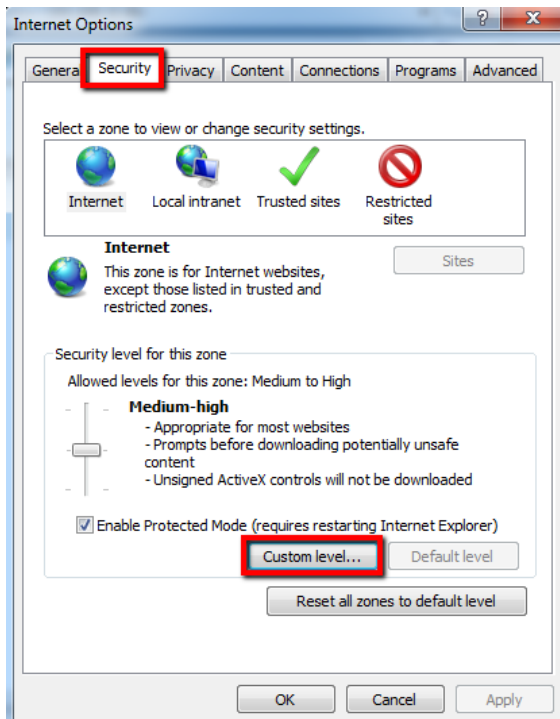 Internet Options
?
X
General Security Privacy Content Connections Programs Advanced
Select a zone to view or change security settings.
Internet Local intranet Trusted sites Restricted
sites
Internet
Sites
This zone is for Internet websites,
except those listed in trusted and
restricted zones.
Security level for this zone
Allowed levels for this zone: Medium to High
Medium-high
- Appropriate for most websites
- Prompts before downloading potentially unsafe
content
- Unsigned ActiveX controls will not be downloaded
Enable Protected Mode (requires restarting Internet Explorer)
Custom level... Default level
Reset all zones to default level
OK Cancel Apply